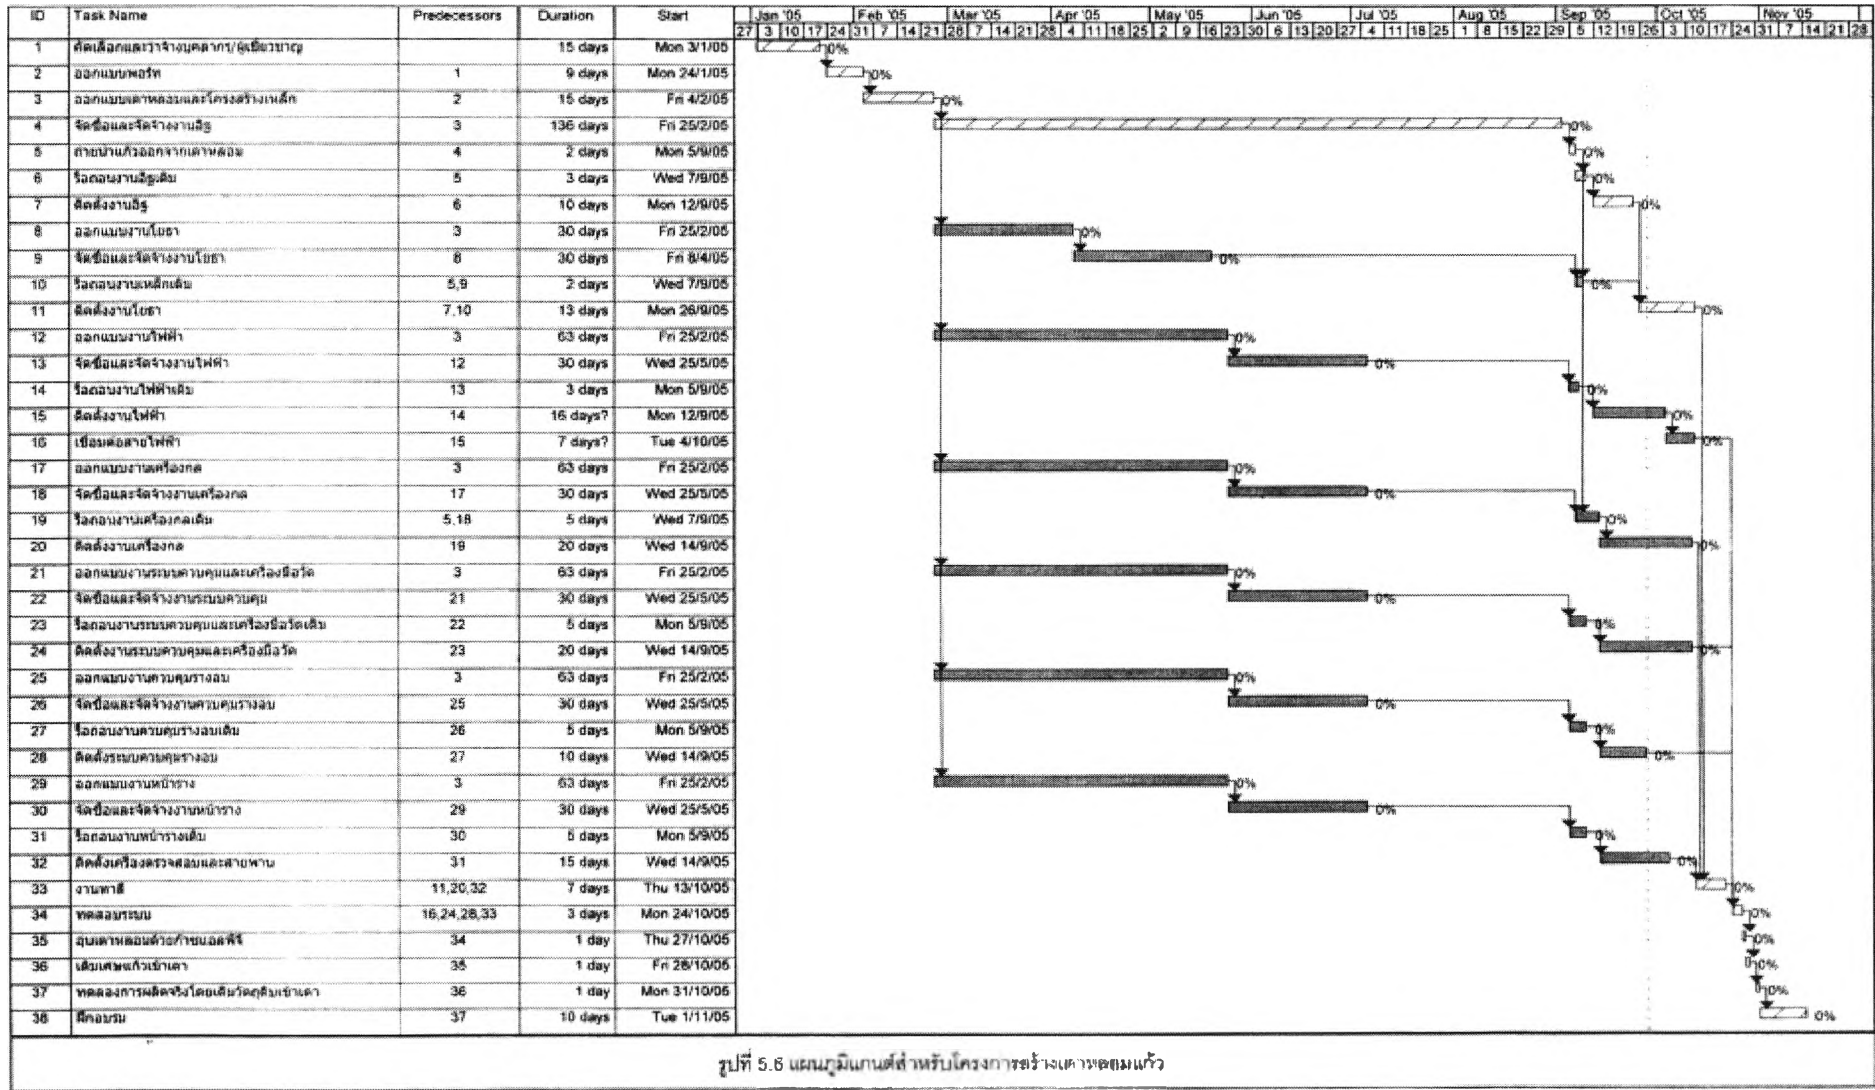 ID Task Name Predecessors Duration Start Jan '05 Feb '05 Mar '05 Apr '05 May '05 Jun '05 Jul '05 Aug '05 Sep '05 Oct '05 Nov '05
27 3 10 17 24 31 7 14 21 28 7 14 21 28 4 11 18 25 2 9 16 23 30 6 13 20 27 4 11 18 25 1 8 15 22 29 5 12 19 26 3 10 17 24 31 7 14 21 28
1 คัดเลือกและว่าจ้างบุคลากร/ผู้เชี่ยวชาญ 15 days Mon 3/1/05 0%
2 ออกแบบพอร์ท 1 9 days Mon 24/1/05 0%
3 ออกแบบเตาหลอมและโครงสร้างเหล็ก 2 15 days Fri 4/2/05 0%
4 จัดซื้อและจัดจ้างงานอิฐ 3 136 days Fri 25/2/05 0%
5 ถ่ายน้ำแก้วออกจากเตาหลอม 4 2 days Mon 5/9/05 0%
6 รื้อถอนงานอิฐเดิม 5 3 days Wed 7/9/05 0%
7 ติดตั้งงานอิฐ 6 10 days Mon 12/9/05 0%
8 ออกแบบงานโยธา 3 30 days Fri 25/2/05 0%
9 จัดซื้อและจัดจ้างงานโยธา 8 30 days Fri 8/4/05 0%
10 รื้อถอนงานเหล็กเดิม 5,9 2 days Wed 7/9/05 0%
11 ติดตั้งงานโยธา 7,10 13 days Mon 26/9/05 0%
12 ออกแบบงานไฟฟ้า 3 63 days Fri 25/2/05 0%
13 จัดซื้อและจัดจ้างงานไฟฟ้า 12 30 days Wed 25/5/05 0%
14 รื้อถอนงานไฟฟ้าเดิม 13 3 days Mon 5/9/05 0%
15 ติดตั้งงานไฟฟ้า 14 16 days? Mon 12/9/05 0%
16 เชื่อมต่อสายไฟฟ้า 15 7 days? Tue 4/10/05 0%
17 ออกแบบงานเครื่องกล 3 63 days Fri 25/2/05 0%
18 จัดซื้อและจัดจ้างงานเครื่องกล 17 30 days Wed 25/5/05 0%
19 รื้อถอนงานเครื่องกลเดิม 5,18 5 days Wed 7/9/05 0%
20 ติดตั้งงานเครื่องกล 19 20 days Wed 14/9/05 0%
21 ออกแบบงานระบบควบคุมและเครื่องมือวัด 3 63 days Fri 25/2/05 0%
22 จัดซื้อและจัดจ้างงานระบบควบคุม 21 30 days Wed 25/5/05 0%
23 รื้อถอนงานระบบควบคุมและเครื่องมือวัดเดิม 22 5 days Mon 5/9/05 0%
24 ติดตั้งงานระบบควบคุมและเครื่องมือวัด 23 20 days Wed 14/9/05 0%
25 ออกแบบงานควบคุมรางอบ 3 63 days Fri 25/2/05 0%
26 จัดซื้อและจัดจ้างงานควบคุมรางอบ 25 30 days Wed 25/5/05 0%
27 รื้อถอนงานควบคุมรางอบเดิม 26 5 days Mon 5/9/05 0%
28 ติดตั้งระบบควบคุมรางอบ 27 10 days Wed 14/9/05 0%
29 ออกแบบงานหน้าราง 3 63 days Fri 25/2/05 0%
30 จัดซื้อและจัดจ้างงานหน้าราง 29 30 days Wed 25/5/05 0%
31 รื้อถอนงานหน้ารางเดิม 30 5 days Mon 5/9/05 0%
32 ติดตั้งเครื่องตรวจสอบและสายพาน 31 15 days Wed 14/9/05 0%
33 งานทาสี 11,20,32 7 days Thu 13/10/05 0%
34 ทดสอบระบบ 16,24,28,33 3 days Mon 24/10/05 0%
35 อุ่นเตาหลอมด้วยก๊าซแอลพีจี 34 1 day Thu 27/10/05 0%
36 เติมเศษแก้วเข้าเตา 35 1 day Fri 28/10/05 0%
37 ทดลองการผลิตจริงโดยเติมวัตถุดิบเข้าเตา 36 1 day Mon 31/10/05 0%
38 ฝึกอบรม 37 10 days Tue 1/11/05 0%
รูปที่ 5.6 แผนภูมิแกนต์สำหรับโครงการสร้างเตาหลอมแก้ว